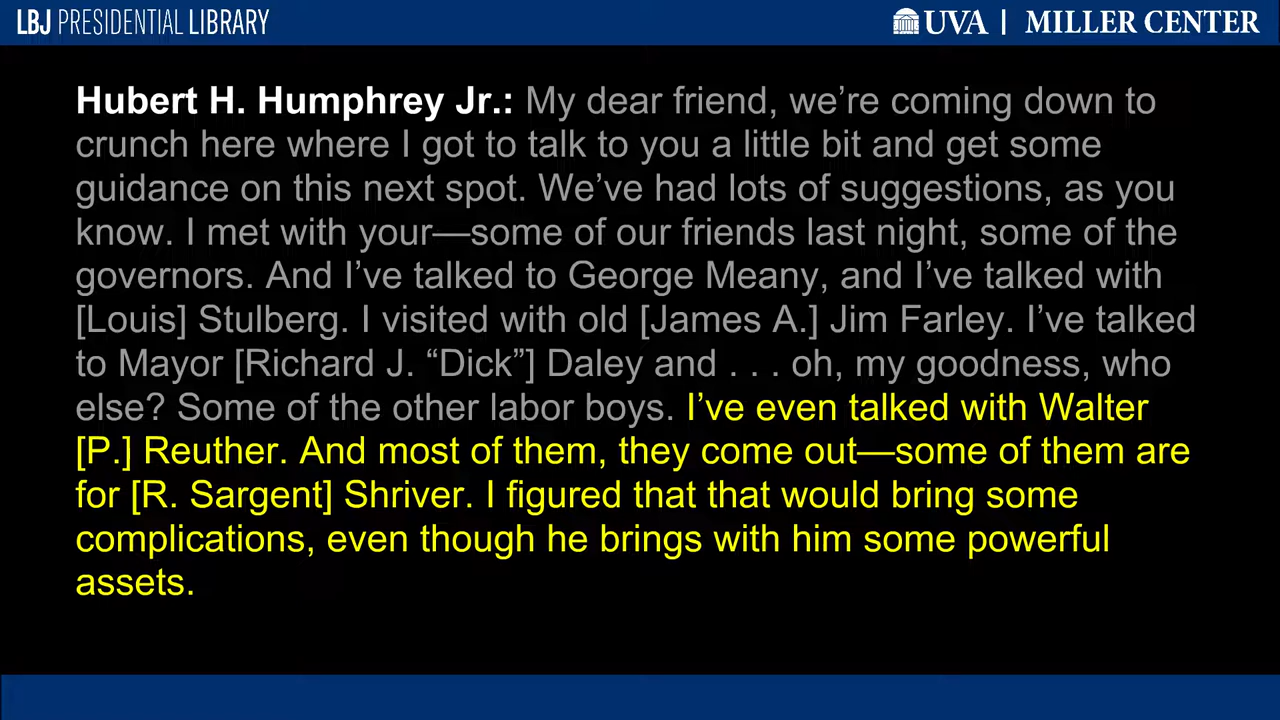 LBJ PRESIDENTIAL LIBRARY
UVA | MILLER CENTER
Hubert H. Humphrey Jr.: My dear friend, we’re coming down to
crunch here where I got to talk to you a little bit and get some
guidance on this next spot. We’ve had lots of suggestions, as you
know. I met with your—some of our friends last night, some of the
governors. And I’ve talked to George Meany, and I’ve talked with
[Louis] Stulberg. I visited with old [James A.] Jim Farley. I’ve talked
to Mayor [Richard J. “Dick”] Daley and . . . oh, my goodness, who
else? Some of the other labor boys. I’ve even talked with Walter
[P.] Reuther. And most of them, they come out—some of them are
for [R. Sargent] Shriver. I figured that that would bring some
complications, even though he brings with him some powerful
assets.